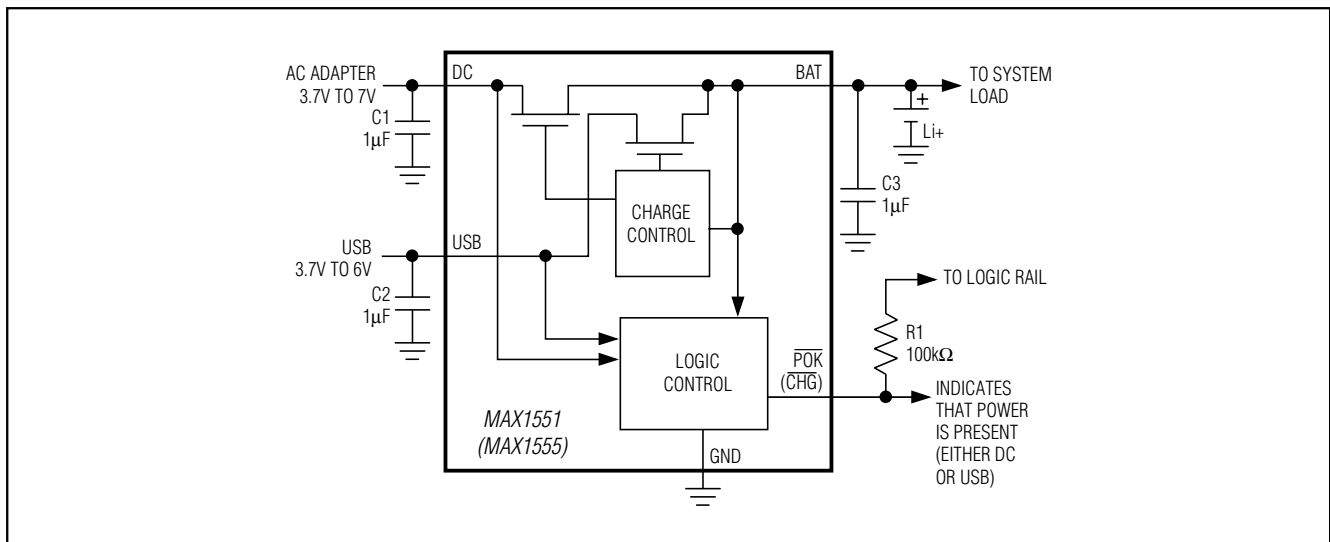 AC ADAPTER
3.7V TO 7V
DC
BAT
TO SYSTEM
LOAD
C1
1µF
+
Li+
CHARGE
CONTROL
C3
1µF
USB
3.7V TO 6V
USB
C2
1µF
TO LOGIC RAIL
R1
100kΩ
LOGIC
CONTROL
POK
(CHG)
INDICATES
THAT POWER
IS PRESENT
(EITHER DC
OR USB)
MAX1551
(MAX1555)
GND